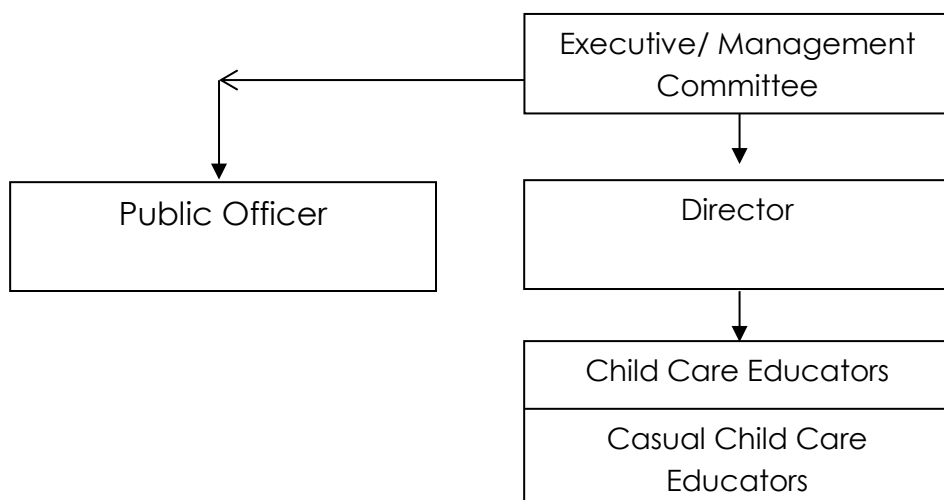 Executive/ Management
Committee
Public Officer
Director
Child Care Educators
Casual Child Care
Educators